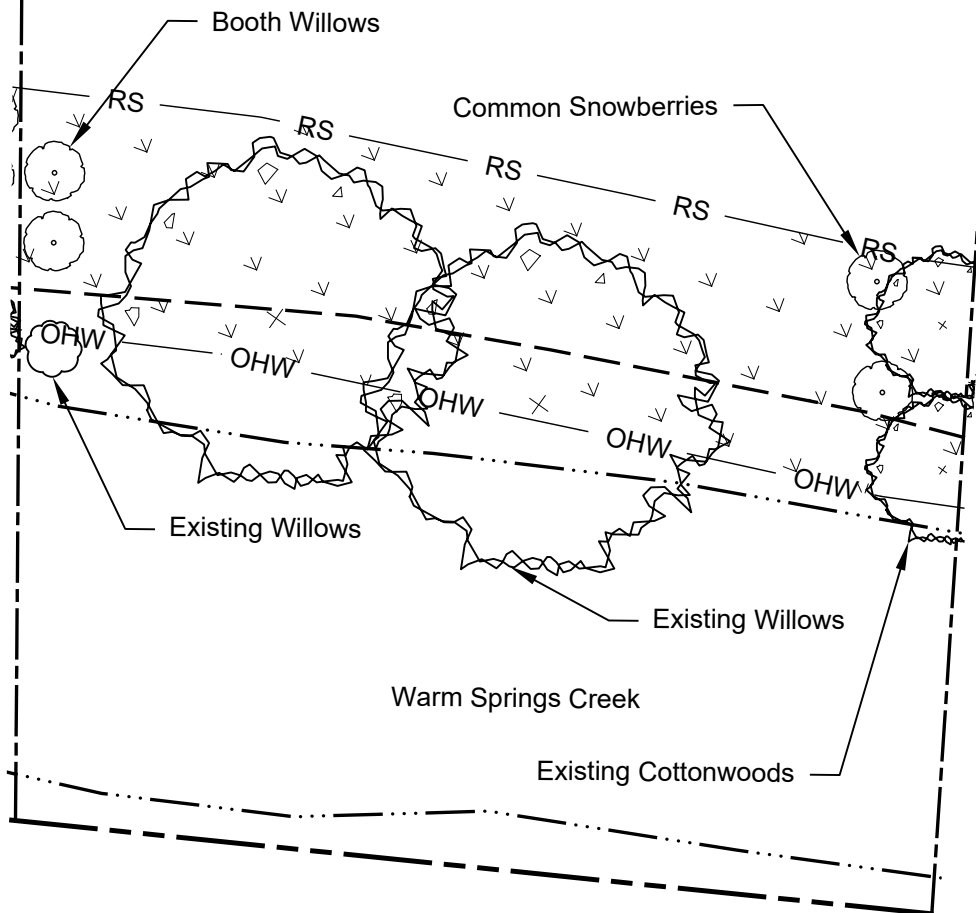 Booth Willows
Common Snowberries
RS
RS
RS
RS
RS
OHW
OHW
OHW
OHW
OHW
Existing Willows
Existing Willows
Warm Springs Creek
Existing Cottonwoods